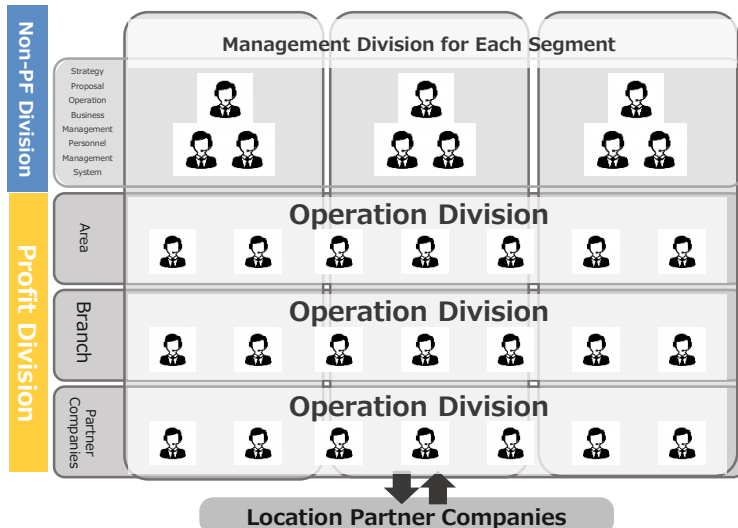 Non-PF Division
Management Division for Each Segment
Strategy
Proposal
Operation
Business
Management
Personnel
Management
System
Profit Division
Area
Operation Division
Branch
Operation Division
Partner
Companies
Operation Division
Location Partner Companies